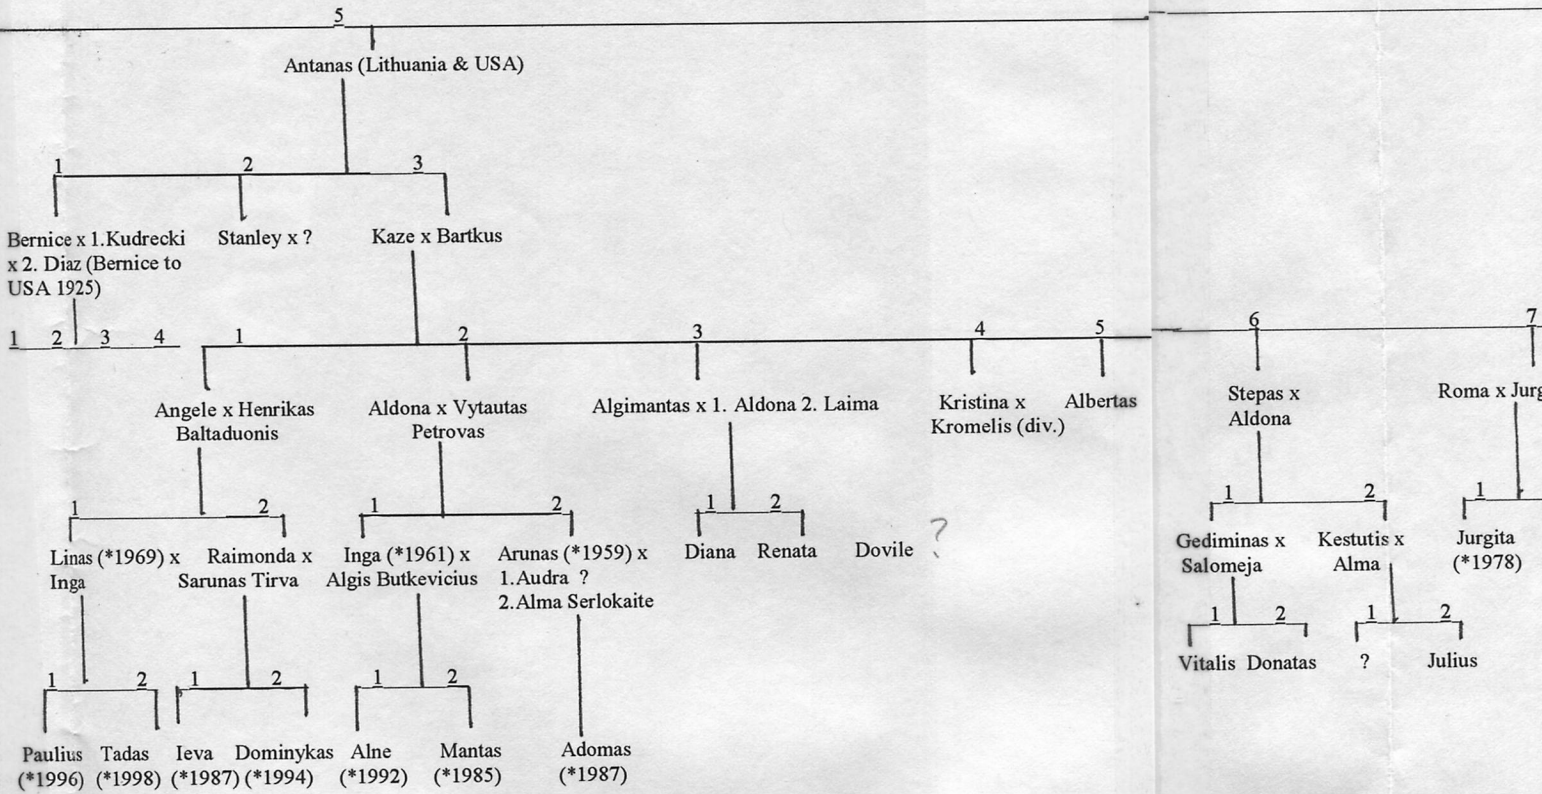 5
Antanas (Lithuania & USA)
1 2 3
Bernice x 1.Kudrecki
x 2. Diaz (Bernice to
USA 1925)
Stanley x ?
Kaze x Bartkus
1 2 3 4
1 2 3 4 5 6 7
Angele x Henrikas
Baltaduonis
Aldona x Vytautas
Petrovas
Algimantas x 1. Aldona 2. Laima
Kristina x
Kromelis (div.)
Albertas
Stepas x
Aldona
Roma x Jurg
1 2
1 2
1 2
1 2
1
Linas (*1969) x
Inga
Raimonda x
Sarunas Tirva
Inga (*1961) x
Algis Butkevicius
Arunas (*1959) x
1.Audra ?
2.Alma Serlokaite
Diana
Renata
Dovile ?
Gediminas x
Salomeja
Kestutis x
Alma
Jurgita
(*1978)
1 2
1 2
Vitalis Donatas
?
Julius
1 2
1 2
1 2
Paulius
(*1996)
Tadas
(*1998)
Ieva
(*1987)
Dominykas
(*1994)
Alne
(*1992)
Mantas
(*1985)
Adomas
(*1987)